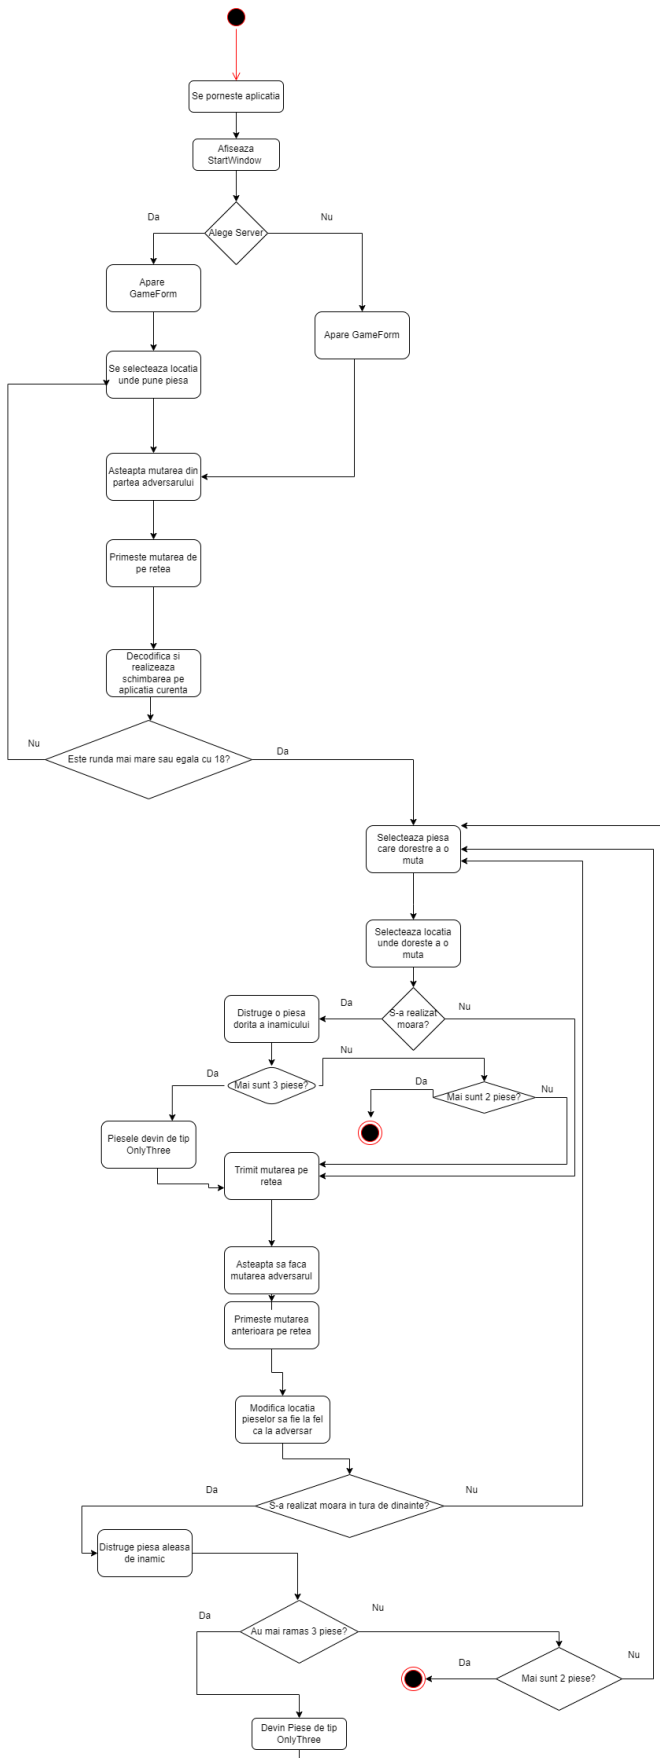 Se porneste aplicatia
Afiseaza
StartWindow
Da
Nu
Alege Server
Apare
GameForm
Apare GameForm
Se selecteaza locatia
unde pune piesa
Asteapta mutarea din
partea adversarului
Primeste mutarea de
pe retea
Decodifica si
realizeaza
schimbarea pe
aplicatia curenta
Nu
Este runda mai mare sau egala cu 18?
Da
Selecteaza piesa
care dorestre a o
muta
Selecteaza locatia
unde doreste a o
muta
Distruge o piesa
dorita a inamicului
Da
S-a realizat
moara?
Nu
Nu
Da
Mai sunt 3 piese?
Da
Mai sunt 2 piese?
Nu
Piesele devin de tip
OnlyThree
Trimit mutarea pe
retea
Asteapta sa faca
mutarea adversarul
Primeste mutarea
anterioara pe retea
Modifica locatia
pieselor sa fie la fel
ca la adversar
Da
S-a realizat moara in tura de dinainte?
Nu
Distruge piesa aleasa
de inamic
Da
Au mai ramas 3 piese?
Nu
Da
Mai sunt 2 piese?
Nu
Devin Piese de tip
OnlyThree